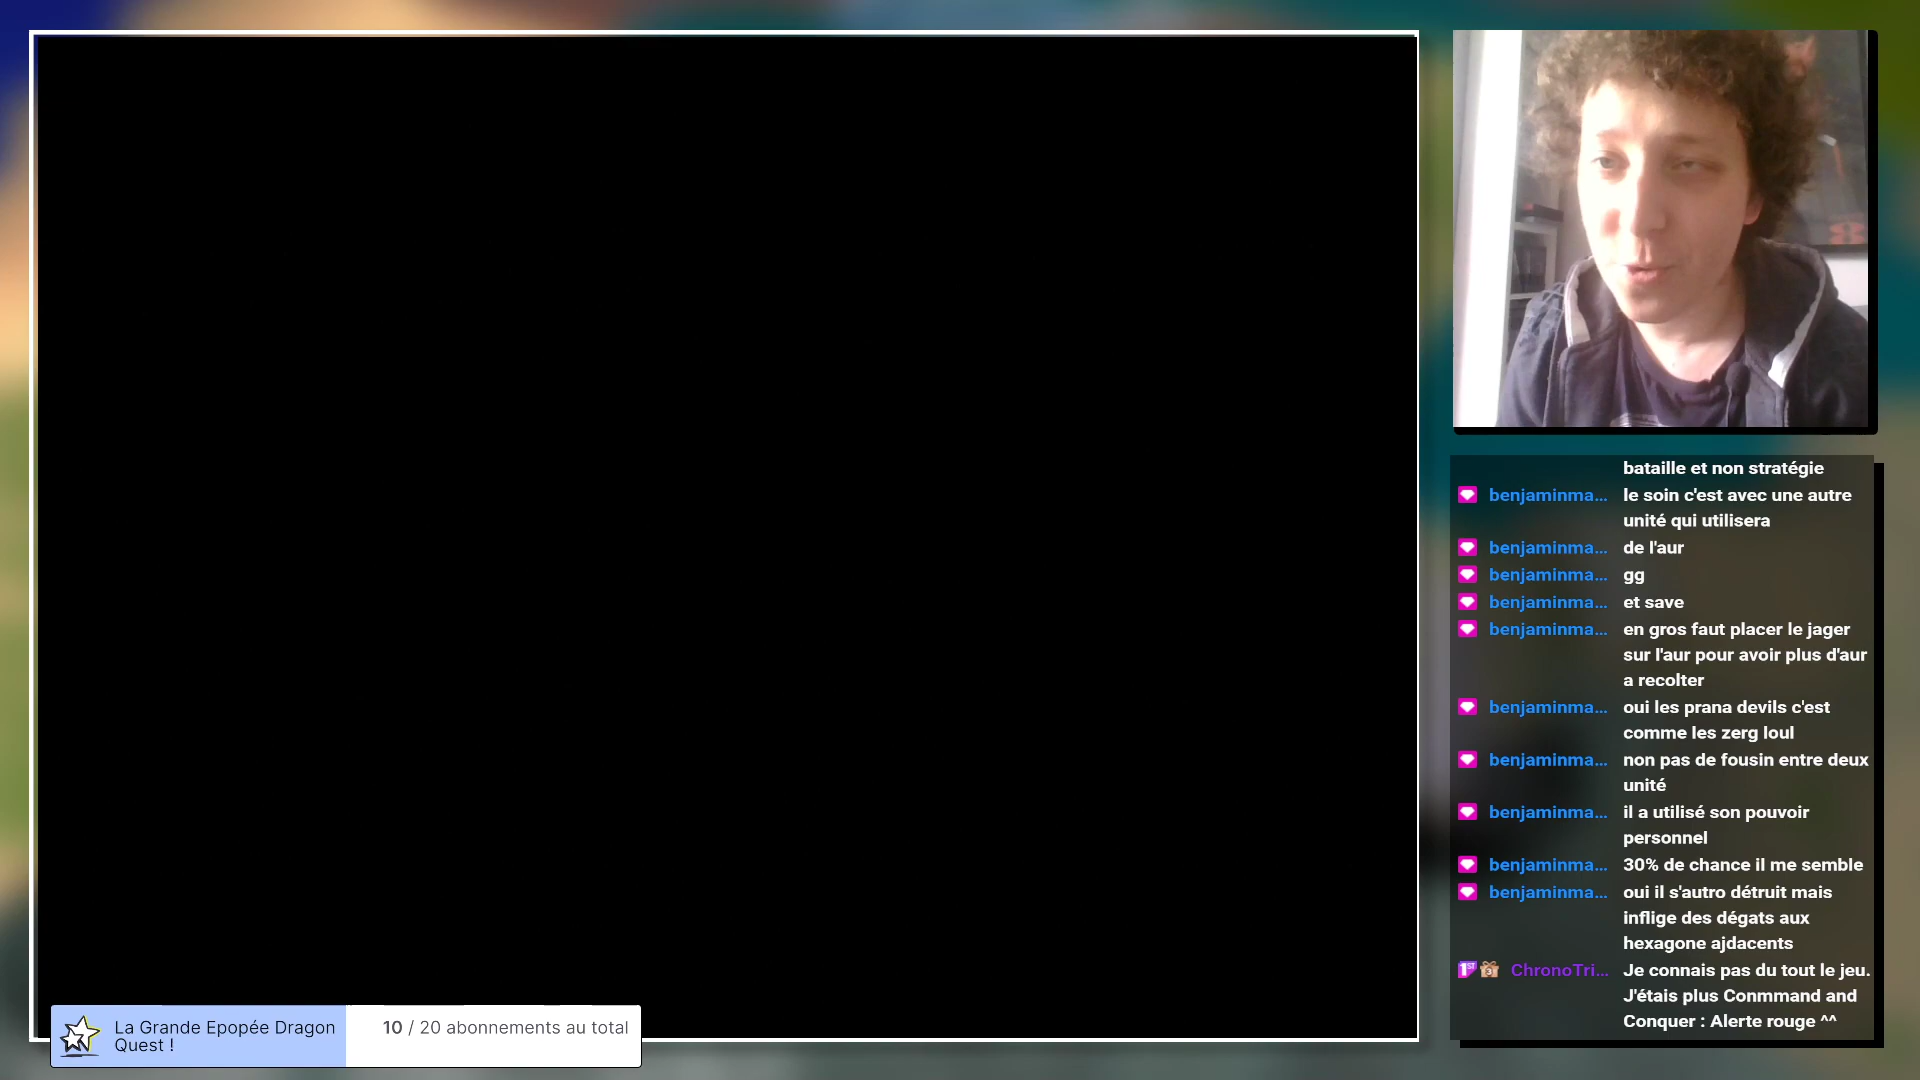 bataille et non stratégie
benjaminma... le soin c'est avec une autre
unité qui utilisera
benjaminma... de l'aur
benjaminma... gg
benjaminma... et save
benjaminma... en gros faut placer le jager
sur l'aur pour avoir plus d'aur
a recolter
benjaminma... oui les prana devils c'est
comme les zerg loul
benjaminma... non pas de fousin entre deux
unité
benjaminma... il a utilisé son pouvoir
personnel
benjaminma... 30% de chance il me semble
benjaminma... oui il s'autro détruit mais
inflige des dégats aux
hexagone ajdacents
1ST 3 ChronoTri... Je connais pas du tout le jeu.
J'étais plus Conmmand and
Conquer : Alerte rouge ^^
La Grande Epopée Dragon
Quest !
10 / 20 abonnements au total